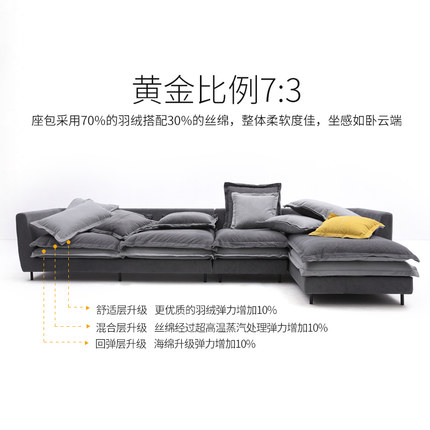 黄金比例7:3
座包采用70%的羽绒搭配30%的丝绵，整体柔软度佳，坐感如卧云端
舒适层升级 更优质的羽绒弹力增加10%
混合层升级 丝绵经过超高温蒸汽处理弹力增加10%
回弹层升级 海绵升级弹力增加10%